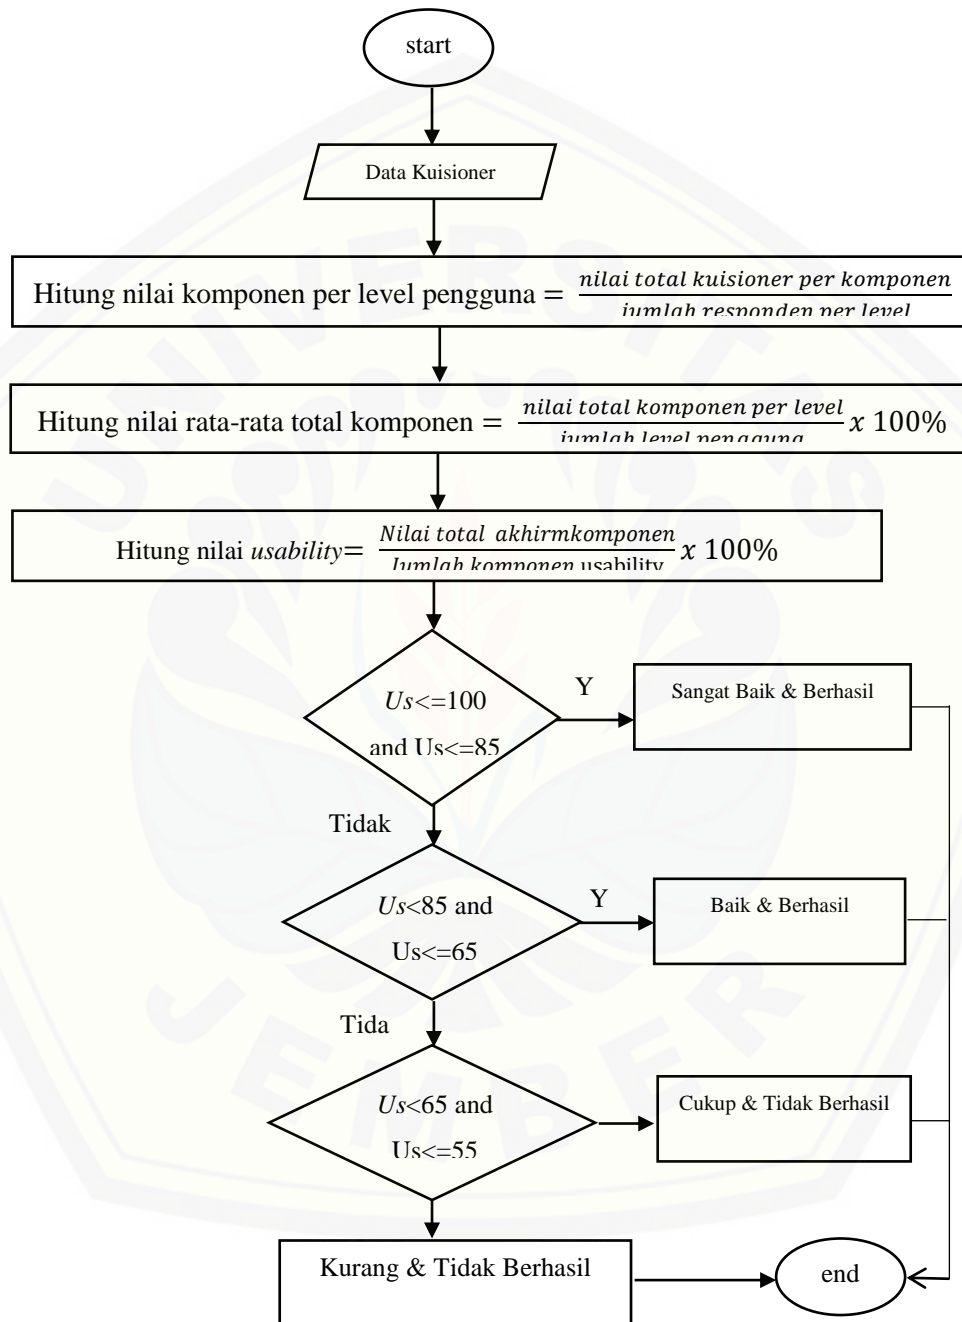 start
Data Kuisioner
Hitung nilai komponen per level pengguna = nilai total kuisioner per komponen
jumlah responden per level
Hitung nilai rata-rata total komponen = nilai total komponen per level x 100%
jumlah level pengguna
Hitung nilai usability= Nilai total akhirmkomponen x 100%
Jumlah komponen usability
Us<=100
and Us<=85
Y
Sangat Baik & Berhasil
Tidak
Us<85 and
Us<=65
Y
Baik & Berhasil
Tida
Us<65 and
Us<=55
Cukup & Tidak Berhasil
Kurang & Tidak Berhasil
end
UNIVERSITAS
JEMBER